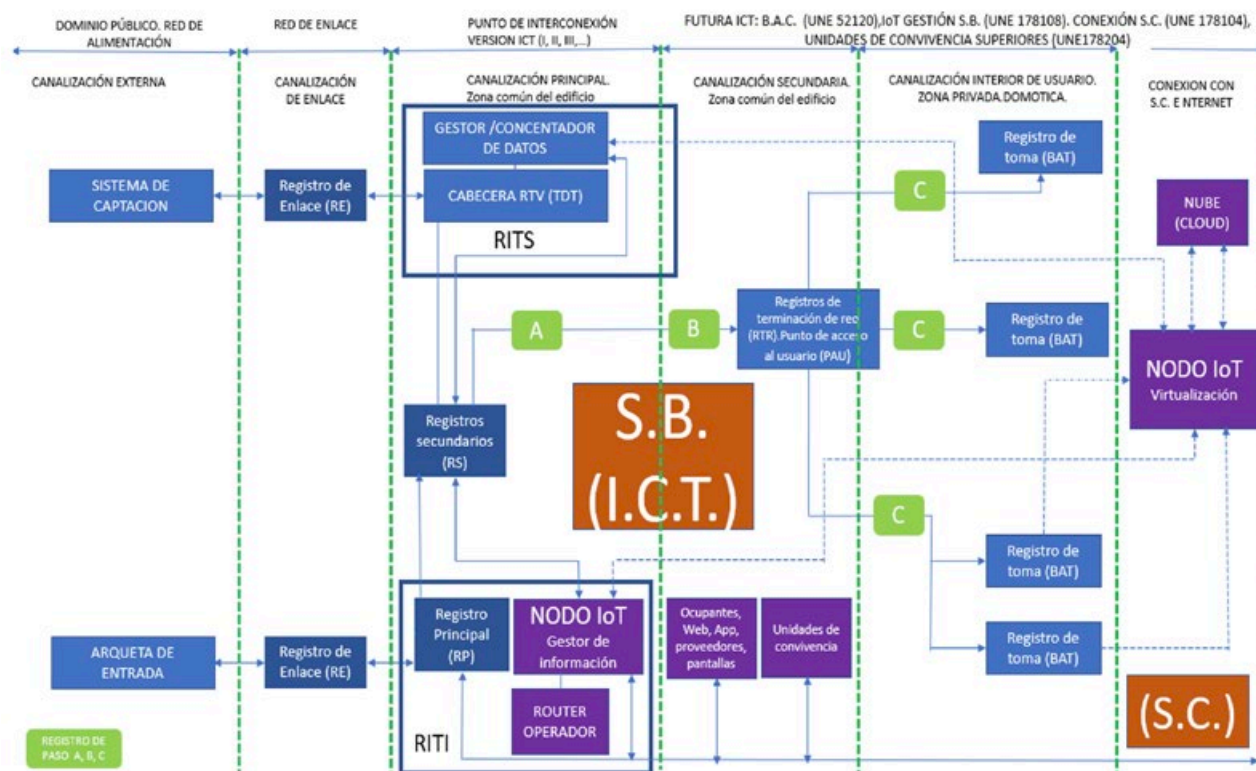 DOMINIO PÚBLICO. RED DE
ALIMENTACIÓN
RED DE ENLACE
PUNTO DE INTERCONEXIÓN
VERSION ICT (I, II, III,...)
FUTURA ICT: B.A.C. (UNE 52120),IoT GESTIÓN S.B. (UNE 178108). CONEXIÓN S.C. (UNE 178104),
UNIDADES DE CONVIVENCIA SUPERIORES (UNE178204)
CANALIZACIÓN EXTERNA
CANALIZACIÓN
DE ENLACE
CANALIZACIÓN PRINCIPAL.
Zona común del edificio
CANALIZACIÓN SECUNDARIA.
Zona común del edificio
CANALIZACIÓN INTERIOR DE USUARIO.
ZONA PRIVADA.DOMOTICA.
CONEXION CON
S.C. E NTERNET
GESTOR /CONCENTADOR
DE DATOS
CABECERA RTV (TDT)
RITS
SISTEMA DE
CAPTACION
Registro de
Enlace (RE)
C
Registro de
toma (BAT)
NUBE
(CLOUD)
A
B
Registros de
terminación de red
(RTR).Punto de acceso
al usuario (PAU)
C
Registro de
toma (BAT)
NODO IoT
Virtualización
Registros
secundarios
(RS)
S.B.
(I.C.T.)
C
Registro de
toma (BAT)
Registro de
toma (BAT)
ARQUETA DE
ENTRADA
Registro de
Enlace (RE)
Registro
Principal
(RP)
NODO IoT
Gestor de
información
ROUTER
OPERADOR
RITI
Ocupantes,
Web, App,
proveedores,
pantallas
Unidades de
convivencia
(S.C.)
REGISTRO DE
PASO A, B, C